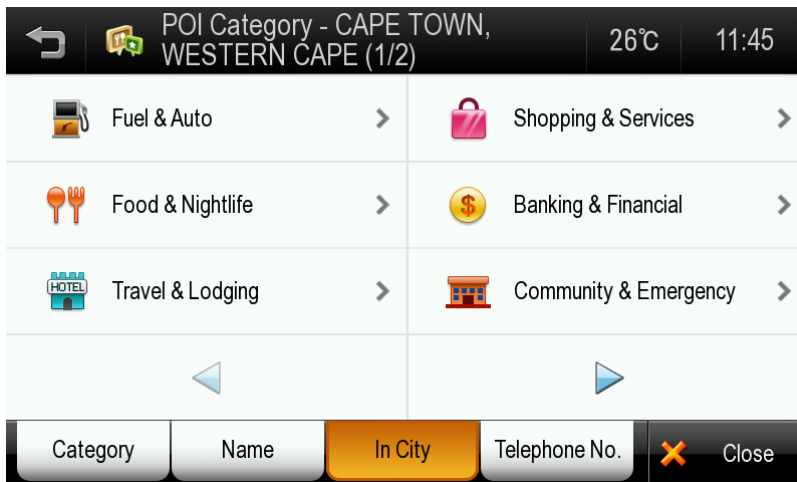 POI Category - CAPE TOWN,
WESTERN CAPE (1/2)
26℃
11:45
Fuel & Auto
Shopping & Services
Food & Nightlife
$
Banking & Financial
HOTEL
Travel & Lodging
Community & Emergency
Category
Name
In City
Telephone No.
Close